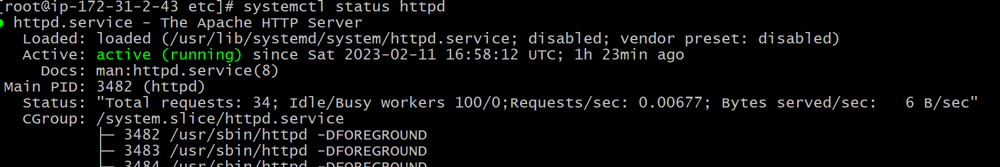 [root@ip-172-31-2-43 etc]# systemctl status httpd
● httpd.service - The Apache HTTP Server
Loaded: loaded (/usr/lib/systemd/system/httpd.service; disabled; vendor preset: disabled)
Active: active (running) since Sat 2023-02-11 16:58:12 UTC; 1h 23min ago
Docs: man:httpd.service(8)
Main PID: 3482 (httpd)
Status: "Total requests: 34; Idle/Busy workers 100/0;Requests/sec: 0.00677; Bytes served/sec:   6 B/sec"
CGroup: /system.slice/httpd.service
├─ 3482 /usr/sbin/httpd -DFOREGROUND
├─ 3483 /usr/sbin/httpd -DFOREGROUND
├─ 3484 /usr/sbin/httpd -DFOREGROUND